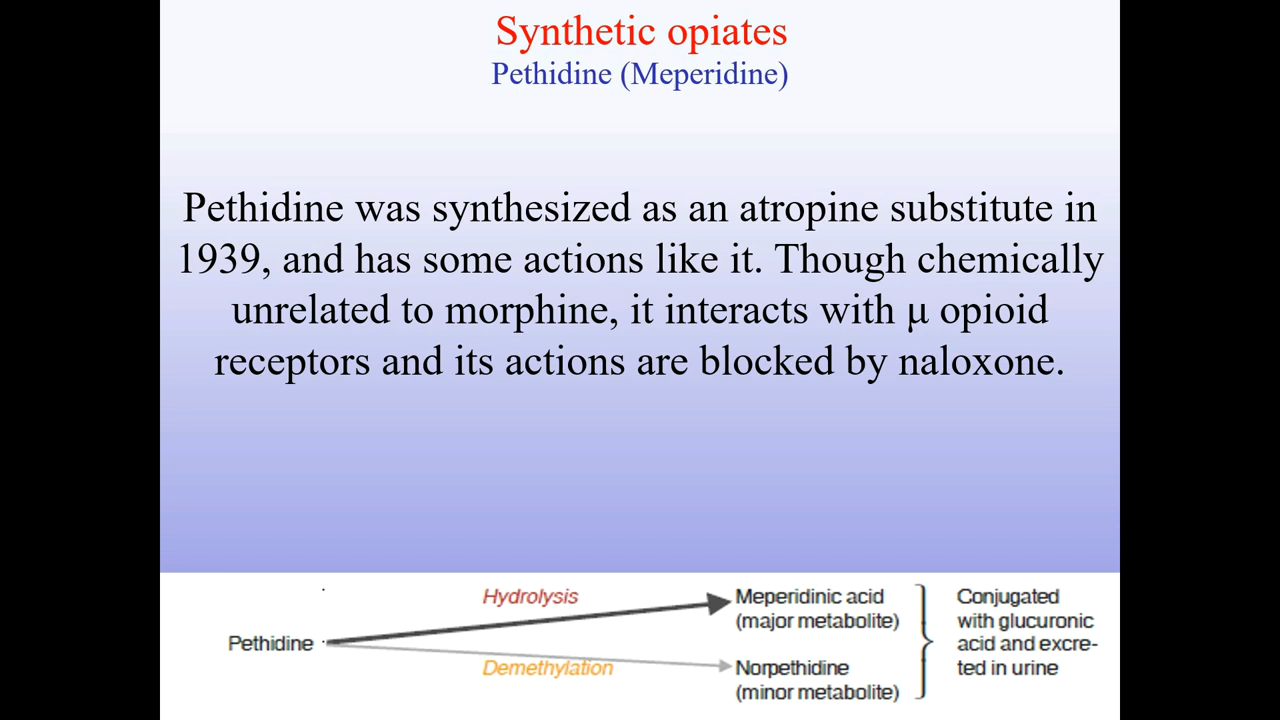 Synthetic opiates
Pethidine (Meperidine)
Pethidine was synthesized as an atropine substitute in
1939, and has some actions like it. Though chemically
unrelated to morphine, it interacts with μ opioid
receptors and its actions are blocked by naloxone.
Hydrolysis
Meperidinic acid
(major metabolite)
Pethidine
Demethylation
Norpethidine
(minor metabolite)
Conjugated
with glucuronic
acid and excre-
ted in urine